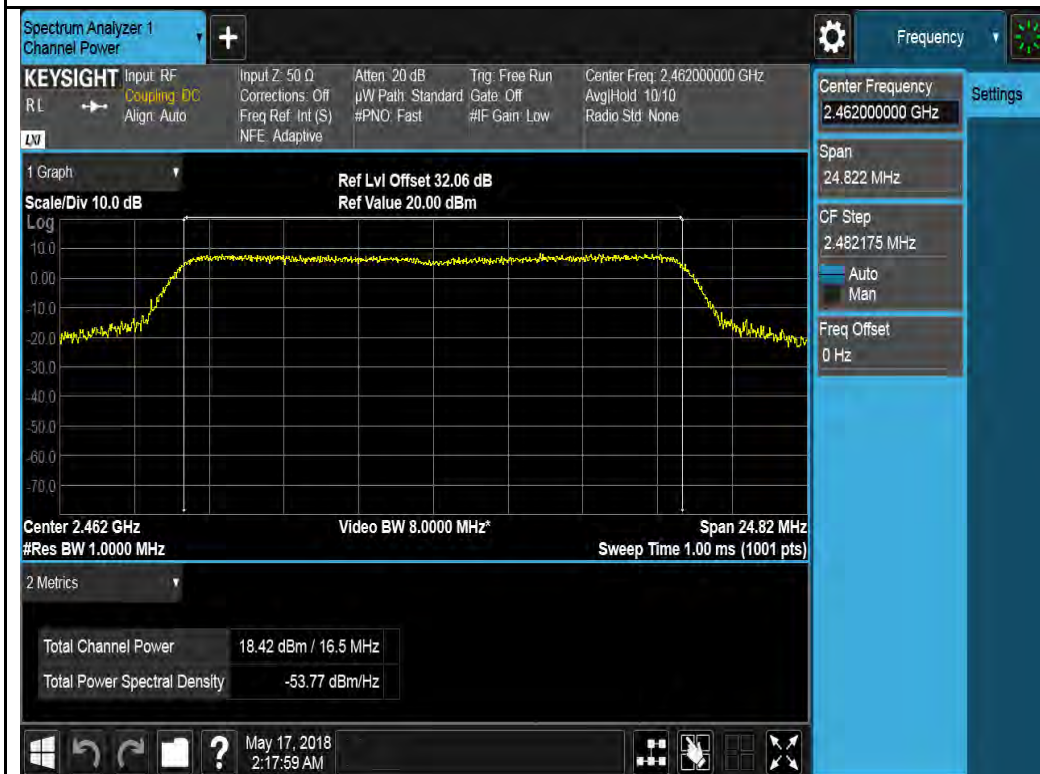 Spectrum Analyzer 1
Channel Power
+
Frequency
KEYSIGHT
R L
LXI
Input: RF
Coupling: DC
Align: Auto
Input Z: 50 Ω
Corrections: Off
Freq Ref: Int (S)
NFE: Adaptive
Atten: 20 dB
µW Path: Standard
#PNO: Fast
Trig: Free Run
Gate: Off
#IF Gain: Low
Center Freq: 2.462000000 GHz
Avg|Hold: 10/10
Radio Std: None
Center Frequency
2.462000000 GHz
Settings
Span
24.822 MHz
CF Step
2.482175 MHz
Auto
Man
Freq Offset
0 Hz
1 Graph
Scale/Div 10.0 dB
Ref Lvl Offset 32.06 dB
Ref Value 20.00 dBm
Log
10.0
0.00
-10.0
-20.0
-30.0
-40.0
-50.0
-60.0
-70.0
Center 2.462 GHz
#Res BW 1.0000 MHz
Video BW 8.0000 MHz*
Span 24.82 MHz
Sweep Time 1.00 ms (1001 pts)
2 Metrics
Total Channel Power 18.42 dBm / 16.5 MHz
Total Power Spectral Density -53.77 dBm/Hz
?
May 17, 2018
2:17:59 AM